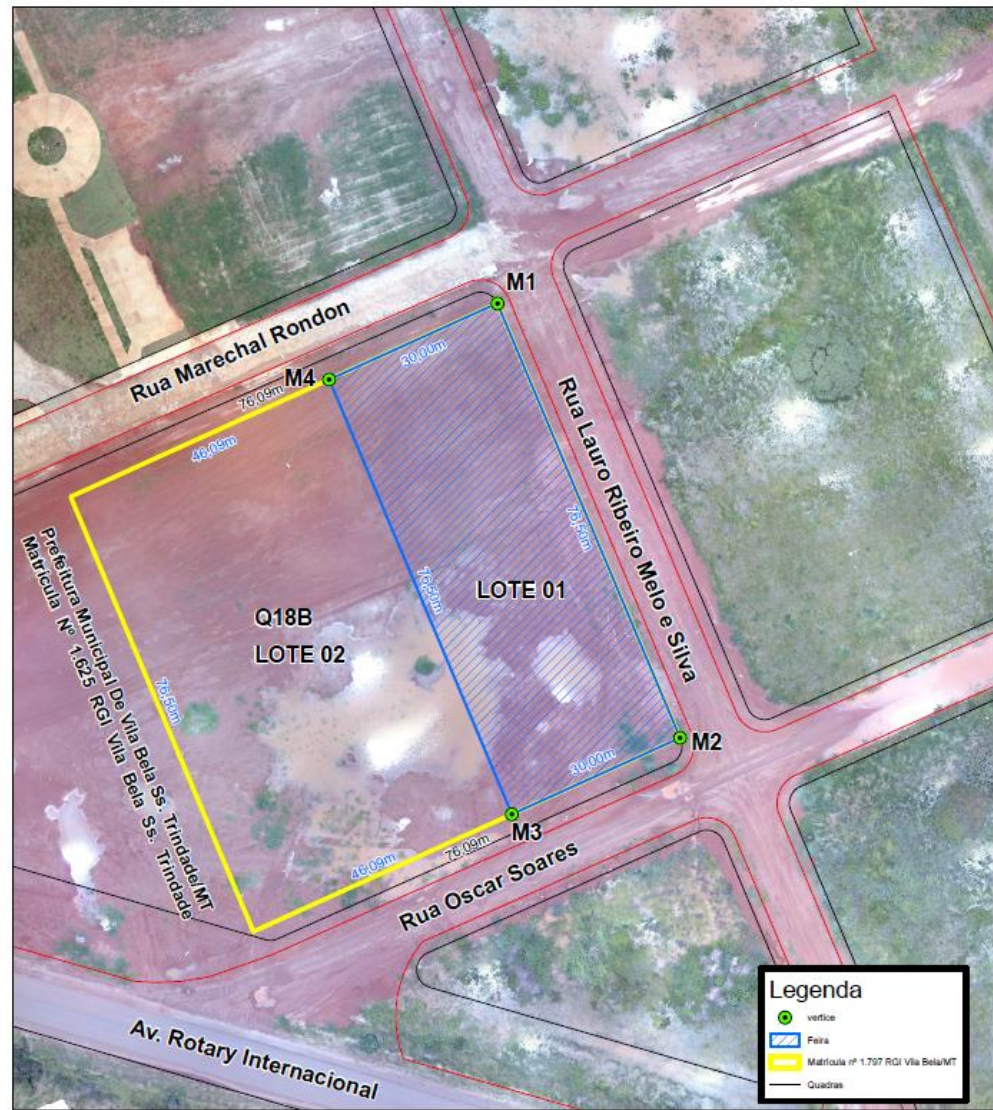 M1
Rua Marechal Rondon
30,00m
M4
76,09m
46,09m
Rua Lauro Ribeiro Melo e Silva
76,50m
76,50m
LOTE 01
Q18B
LOTE 02
Prefeitura Municipal De Vila Bela Ss. Trindade/MT
Matrícula Nº 1.625 RGI Vila Bela Ss. Trindade
76,50m
M2
30,00m
M3
76,09m
46,09m
Rua Oscar Soares
Av. Rotary Internacional
Legenda
vertice
Feira
Matrícula nº 1.797 RGI Vila Bela/MT
Quadras